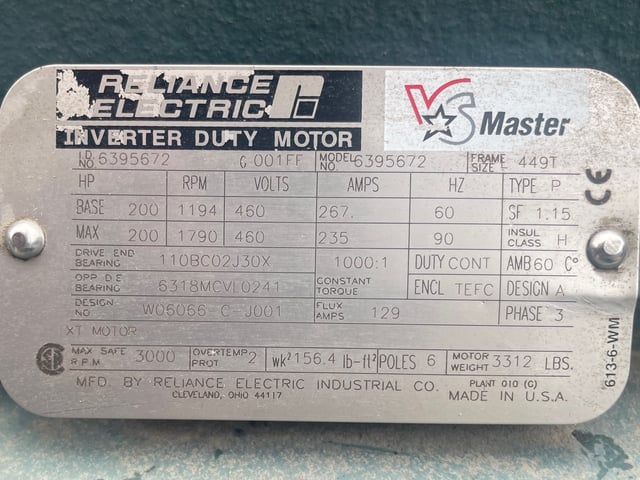 RELIANCE
ELECTRIC
INVERTER DUTY MOTOR
VS Master
I.D. NO. 6395672 G 001FF MODEL NO. 6395672 FRAME SIZE 449T
HP RPM VOLTS AMPS HZ TYPE P
BASE 200 1194 460 267. 60 SF 1.15
MAX 200 1790 460 235 90 INSUL CLASS H
DRIVE END BEARING 110BC02J30X 1000:1 DUTY CONT AMB 60 C°
OPP D.E. BEARING 6318MCVL0241 CONSTANT TORQUE ENCL TEFC DESIGN A
DESIGN NO. W06066-C-J001 FLUX AMPS 129 PHASE 3
XT MOTOR
MAX SAFE R.P.M. 3000 OVERTEMP PROT 2 wk² 156.4 lb-ft² POLES 6 MOTOR WEIGHT 3312 LBS.
MFD. BY RELIANCE ELECTRIC INDUSTRIAL CO. PLANT 010 (G)
CLEVELAND, OHIO 44117 MADE IN U.S.A.
CE
613-6-WM